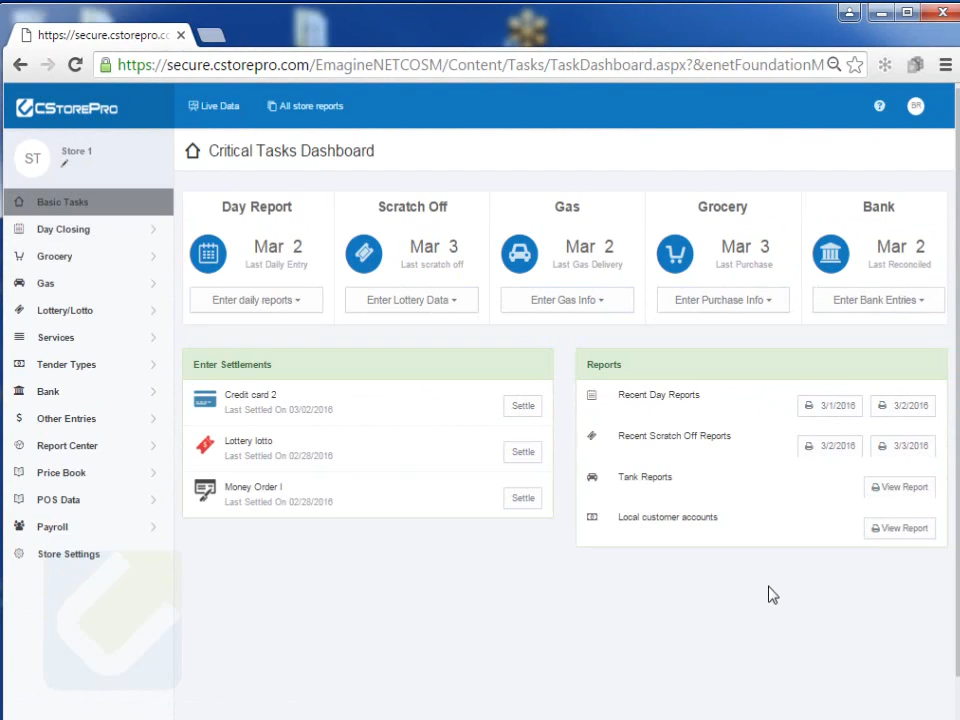 https://secure.cstorepro.cc
https://secure.cstorepro.com/EmagineNETCOSM/Content/Tasks/TaskDashboard.aspx?&enetFoundationM
CSTOREPRO
Live Data
All store reports
?
BR
ST
Store 1
Critical Tasks Dashboard
Basic Tasks
Day Closing
Grocery
Gas
Lottery/Lotto
Services
Tender Types
Bank
$ Other Entries
Report Center
Price Book
POS Data
Payroll
Store Settings
Day Report
Mar 2
Last Daily Entry
Enter daily reports
Scratch Off
Mar 3
Last scratch off
Enter Lottery Data
Gas
Mar 2
Last Gas Delivery
Enter Gas Info
Grocery
Mar 3
Last Purchase
Enter Purchase Info
Bank
Mar 2
Last Reconciled
Enter Bank Entries
Enter Settlements
Credit card 2
Last Settled On 03/02/2016
Settle
Lottery lotto
Last Settled On 02/28/2016
Settle
Money Order I
Last Settled On 02/28/2016
Settle
Reports
Recent Day Reports
3/1/2016
3/2/2016
Recent Scratch Off Reports
3/2/2016
3/3/2016
Tank Reports
View Report
Local customer accounts
View Report